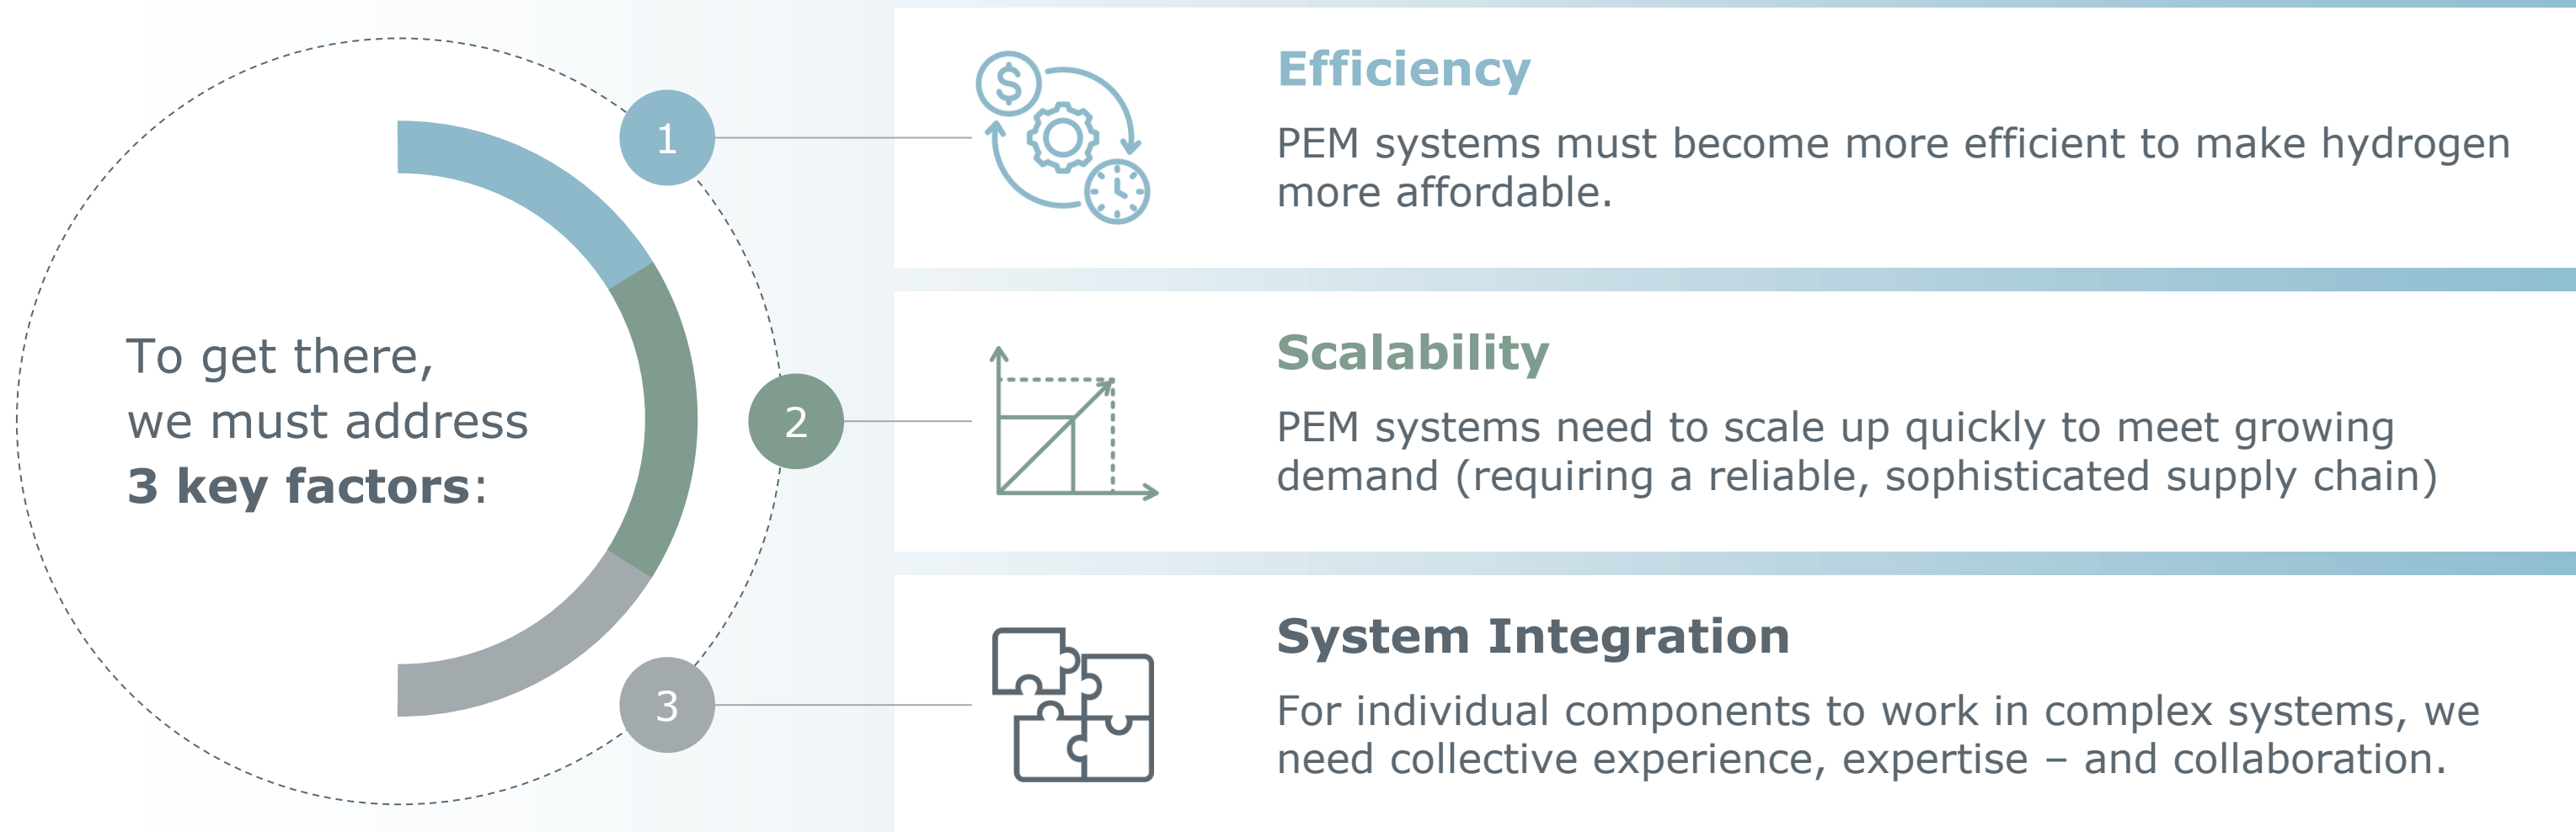 To get there,
we must address
3 key factors:
1
$
Efficiency
PEM systems must become more efficient to make hydrogen
more affordable.
2
Scalability
PEM systems need to scale up quickly to meet growing
demand (requiring a reliable, sophisticated supply chain)
3
System Integration
For individual components to work in complex systems, we
need collective experience, expertise – and collaboration.